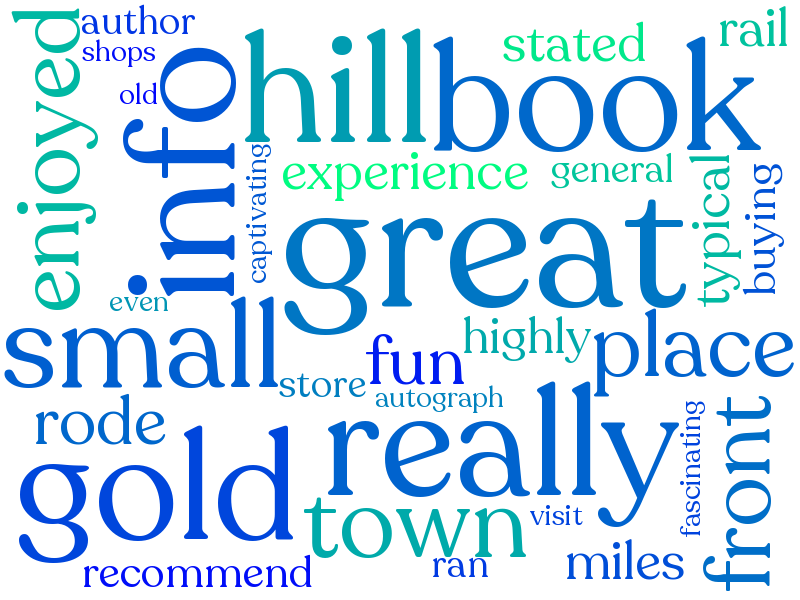 author
rail
shops
stated
enjoyed
old
info
hill
book
captivating
experience
general
typical
buying
great
even
small
fun
highly
place
store
autograph
rode
really
fascinating
front
gold
town
visit
recommend
ran
miles